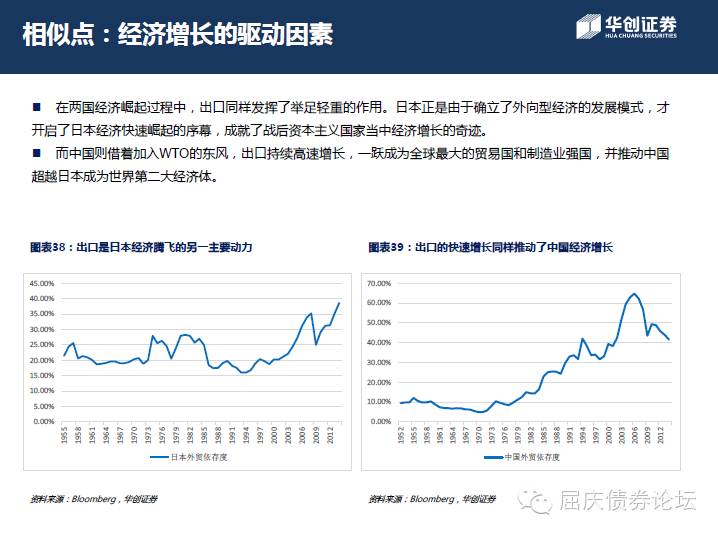 相似点：经济增长的驱动因素
华创证券
HUA CHUANG SECURITIES
■ 在两国经济崛起过程中，出口同样发挥了举足轻重的作用。日本正是由于确立了外向型经济的发展模式，才
开启了日本经济快速崛起的序幕，成就了战后资本主义国家当中经济增长的奇迹。
■ 而中国则借着加入WTO的东风，出口持续高速增长，一跃成为全球最大的贸易国和制造业强国，并推动中国
超越日本成为世界第二大经济体。
图表38：出口是日本经济腾飞的另一主要动力
45.00%
40.00%
35.00%
30.00%
25.00%
20.00%
15.00%
10.00%
5.00%
0.00%
1955 1958 1961 1964 1967 1970 1973 1976 1979 1982 1985 1988 1991 1994 1997 2000 2003 2006 2009 2012
日本外贸依存度
资料来源：Bloomberg，华创证券
图表39：出口的快速增长同样推动了中国经济增长
70.00%
60.00%
50.00%
40.00%
30.00%
20.00%
10.00%
0.00%
1952 1955 1958 1961 1964 1967 1970 1973 1976 1979 1982 1985 1988 1991 1994 1997 2000 2003 2006 2009 2012
中国外贸依存度
资料来源：Bloomberg，华创证券
屈庆债券论坛